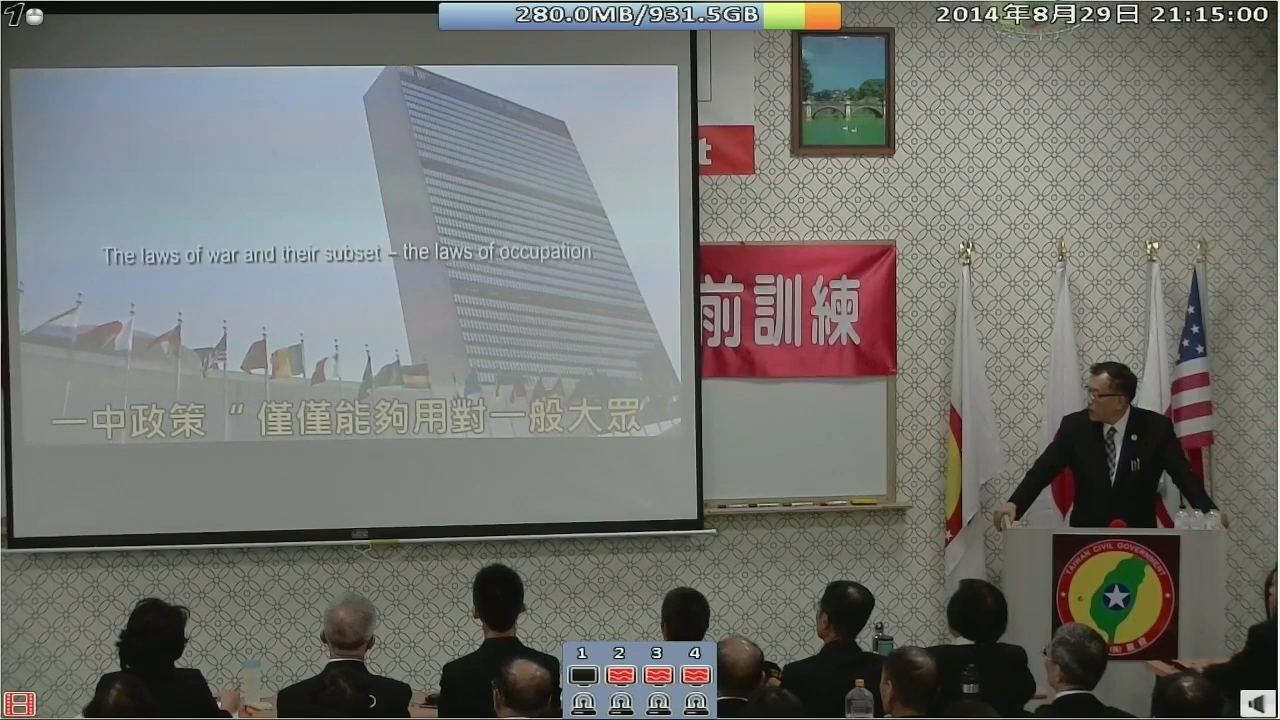 1
280.0MB/931.5GB
2014年8月29日 21:15:00
t
The laws of war and their subset – the laws of occupation.
前訓練
一中政策 “僅僅能夠用對一般大眾
TAIWAN CIVIL GOVERNMENT
1 2 3 4